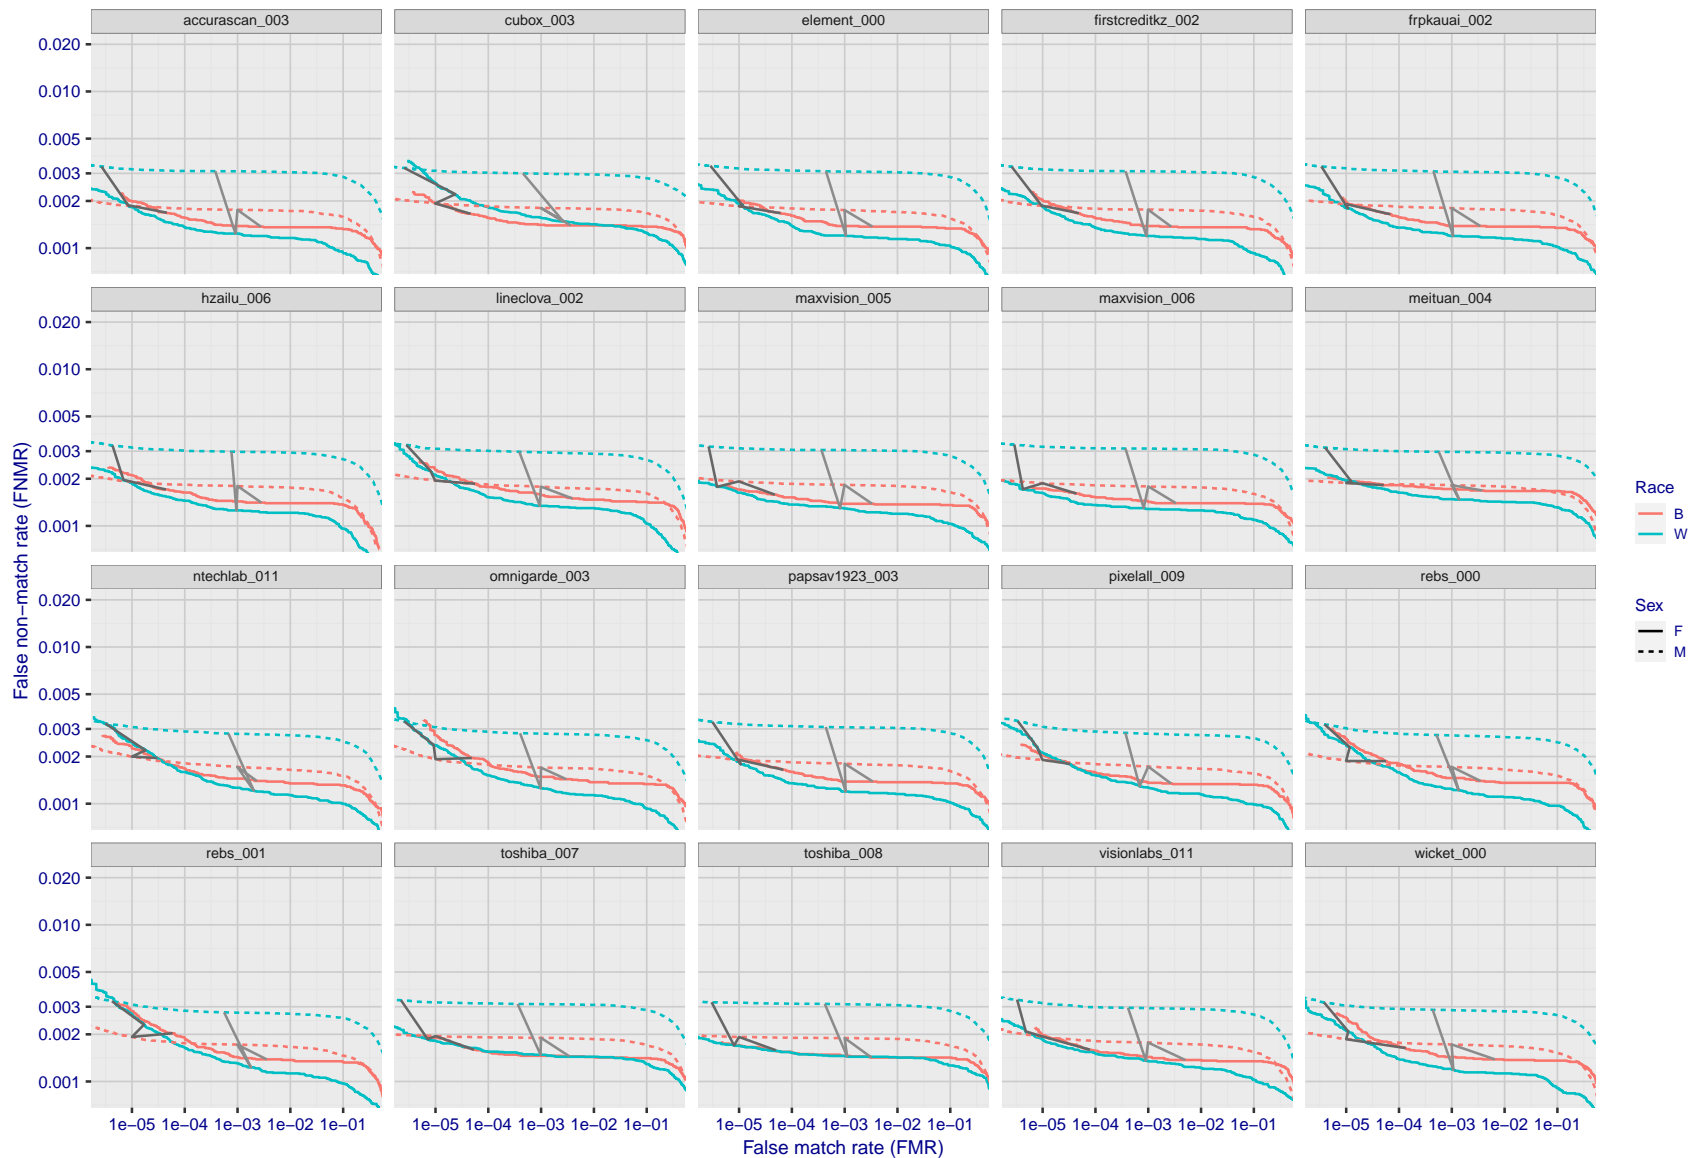 accurascan_003 cubox_003 element_000 firstcreditkz_002 frpkauai_002
0.020
0.010
0.005
0.003
0.002
0.001
hzailu_006 lineclova_002 maxvision_005 maxvision_006 meituan_004
0.020
0.010
0.005
0.003
0.002
0.001
ntechlab_011 omnigarde_003 papsav1923_003 pixelall_009 rebs_000
0.020
0.010
0.005
0.003
0.002
0.001
rebs_001 toshiba_007 toshiba_008 visionlabs_011 wicket_000
0.020
0.010
0.005
0.003
0.002
0.001
1e−05 1e−04 1e−03 1e−02 1e−01 1e−05 1e−04 1e−03 1e−02 1e−01 1e−05 1e−04 1e−03 1e−02 1e−01 1e−05 1e−04 1e−03 1e−02 1e−01 1e−05 1e−04 1e−03 1e−02 1e−01
False match rate (FMR)
False non−match rate (FNMR)
Race
B
W
Sex
F
M